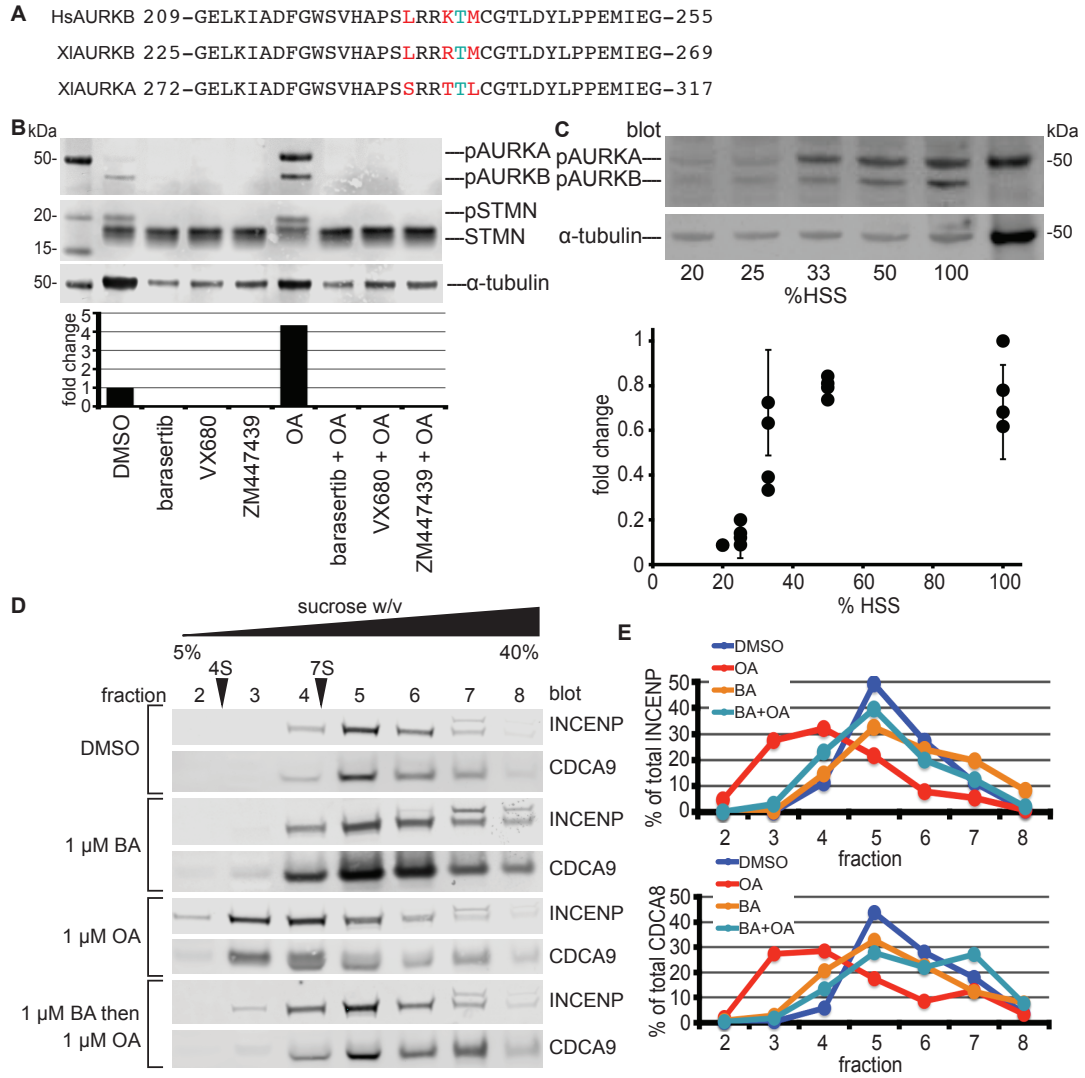 A
HsAURKB 209-GELKIADFGWSVHAPSLRRKTMCGTLDYLPPEMIEG-255
XlAURKB 225-GELKIADFGWSVHAPSLRRRTMCGTLDYLPPEMIEG-269
XlAURKA 272-GELKIADFGWSVHAPSSRRTTLCGTLDYLPPEMIEG-317
B
kDa
50-
pAURKA
pAURKB
20-
pSTMN
STMN
15-
50-
α-tubulin
fold change
5
4
3
2
1
0
DMSO
barasertib
VX680
ZM447439
OA
barasertib + OA
VX680 + OA
ZM447439 + OA
C
blot
kDa
pAURKA
-50
pAURKB
α-tubulin
-50
20 25 33 50 100
%HSS
fold change
1
0.8
0.6
0.4
0.2
0
0 20 40 60 80 100
% HSS
D
sucrose w/v
5% 40%
4S 7S
fraction 2 3 4 5 6 7 8 blot
DMSO
INCENP
CDCA9
1 µM BA
INCENP
CDCA9
1 µM OA
INCENP
CDCA9
1 µM BA then
1 µM OA
INCENP
CDCA9
E
DMSO
OA
BA
BA+OA
% of total INCENP
50
40
30
20
10
0
2 3 4 5 6 7 8
fraction
DMSO
OA
BA
BA+OA
% of total CDCA8
50
40
30
20
10
0
2 3 4 5 6 7 8
fraction